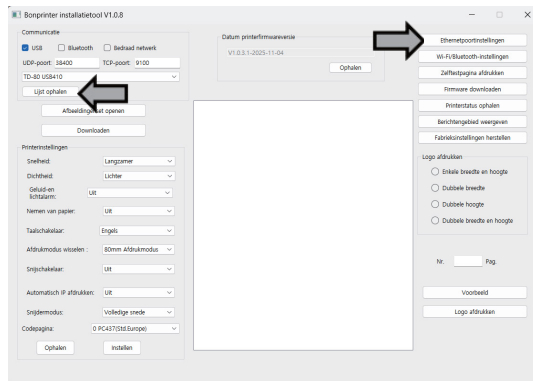 Bonprinter installatietool V1.0.8
Communicatie
USB
Bluetooth
Bedraad netwerk
UDP-poort: 38400
TCP-poort: 9100
TD-80 USB410
Lijst ophalen
Afbeeldingen
et openen
Downloaden
Printerinstellingen
Snelheid: Langzamer
Dichtheid: Lichter
Geluid-en
lichtalarm: Uit
Nemen van papier: Uit
Taalschakelaar: Engels
Afdrukmodus wisselen : 80mm Afdrukmodus
Snijschakelaar: Uit
Automatisch IP afdrukken: Uit
Snijdermodus: Volledige snede
Codepagina: 0 PC437(Std.Europe)
Ophalen
Instellen
Datum printerfirmwareversie
V1.0.3.1-2025-11-04
Ophalen
Ethernetpoortinstellingen
Wi-Fi/Bluetooth-instellingen
Zelftestpagina afdrukken
Firmware downloaden
Printerstatus ophalen
Berichtengebied weergeven
Fabrieksinstellingen herstellen
Logo afdrukken
Enkele breedte en hoogte
Dubbele breedte
Dubbele hoogte
Dubbele breedte en hoogte
Nr. Pag.
Voorbeeld
Logo afdrukken